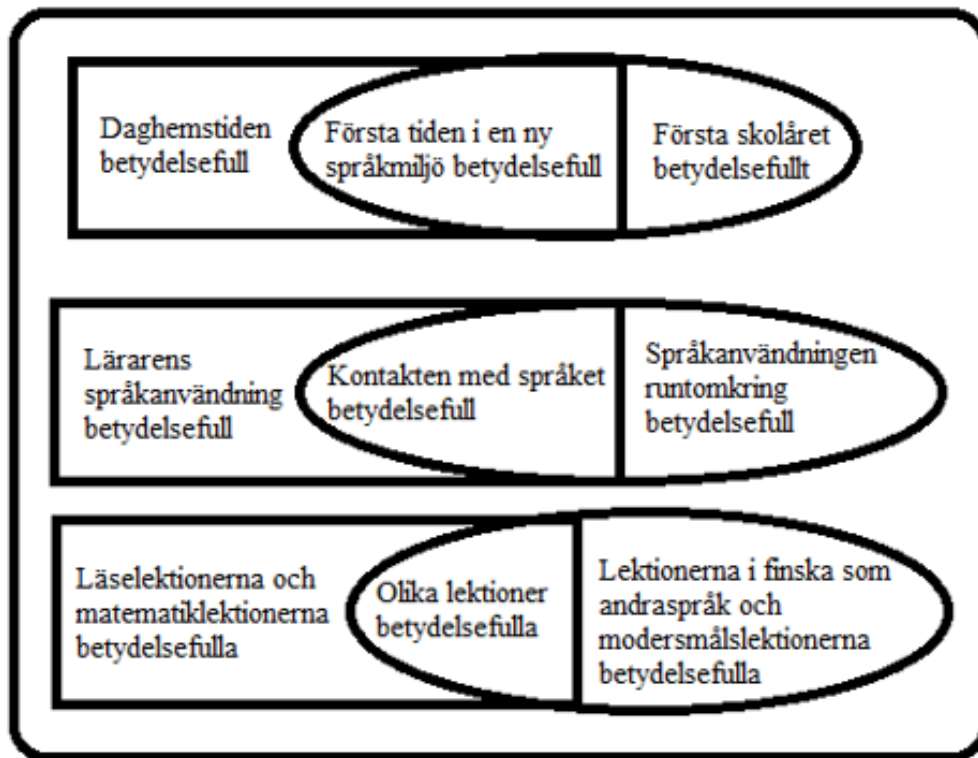 Daghemstiden
betydelsefull
Första tiden i en ny
språkmiljö betydelsefull
Första skolåret
betydelsefullt
Lärarens
språkanvändning
betydelsefull
Kontakten med språket
betydelsefull
Språkanvändningen
runtomkring
betydelsefull
Läselektionerna och
matematiklektionerna
betydelsefulla
Olika lektioner
betydelsefulla
Lektionerna i finska som
andraspråk och
modersmålslektionerna
betydelsefulla